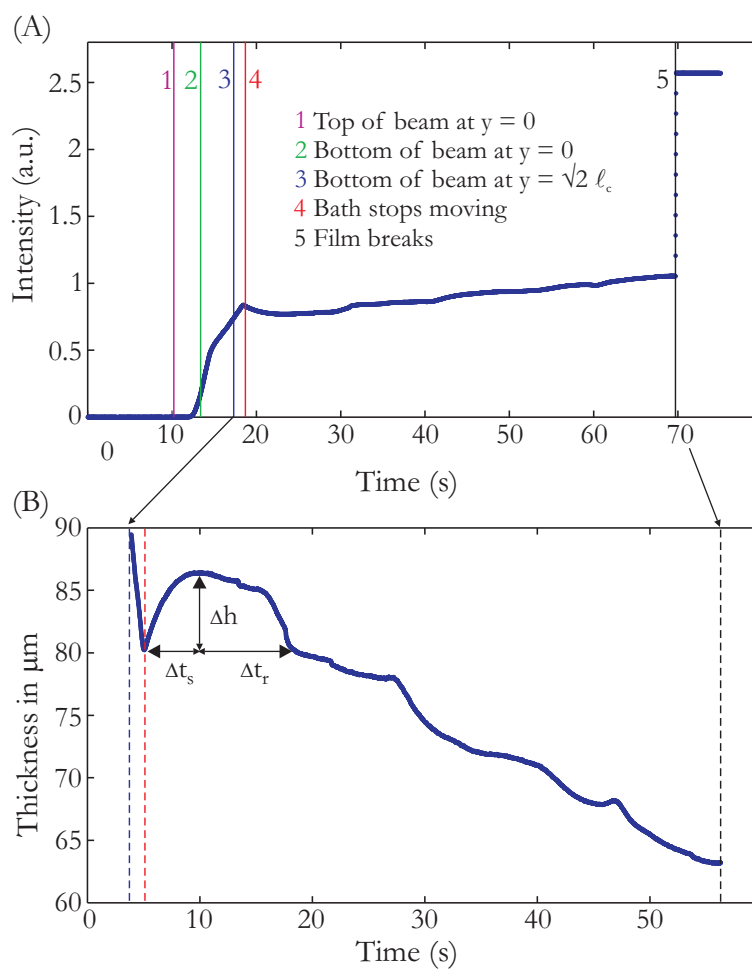 (A)
2.5
2
1.5
1
0.5
0
Intensity (a.u.)
1 2 3 4 5
1 Top of beam at y = 0
2 Bottom of beam at y = 0
3 Bottom of beam at y = √2 ℓc
4 Bath stops moving
5 Film breaks
0 10 20 30 40 50 60 70 80
Time (s)
(B)
90
85
80
75
70
65
60
Thickness in µm
Δh
Δts Δtr
0 10 20 30 40 50
Time (s)